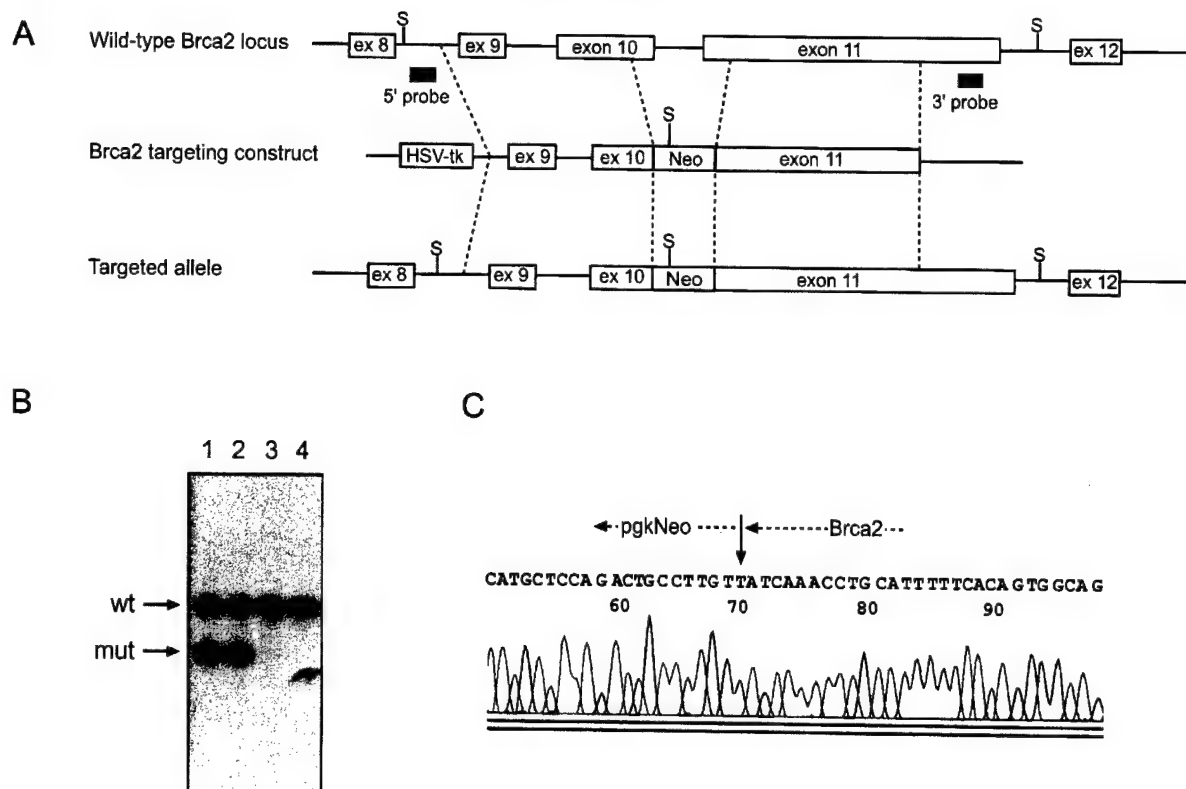 A
S
S
Wild-type Brca2 locus
ex 8
ex 9
exon 10
exon 11
ex 12
5' probe
3' probe
S
Brca2 targeting construct
HSV-tk
ex 9
ex 10
Neo
exon 11
S
S
S
Targeted allele
ex 8
ex 9
ex 10
Neo
exon 11
ex 12
B
C
1 2 3 4
wt
mut
pgkNeo
Brca2
CATGCTCCAGACTGCCTTGTTATCAAACCTGCATTTTTCACAGTGGCAG
60 70 80 90